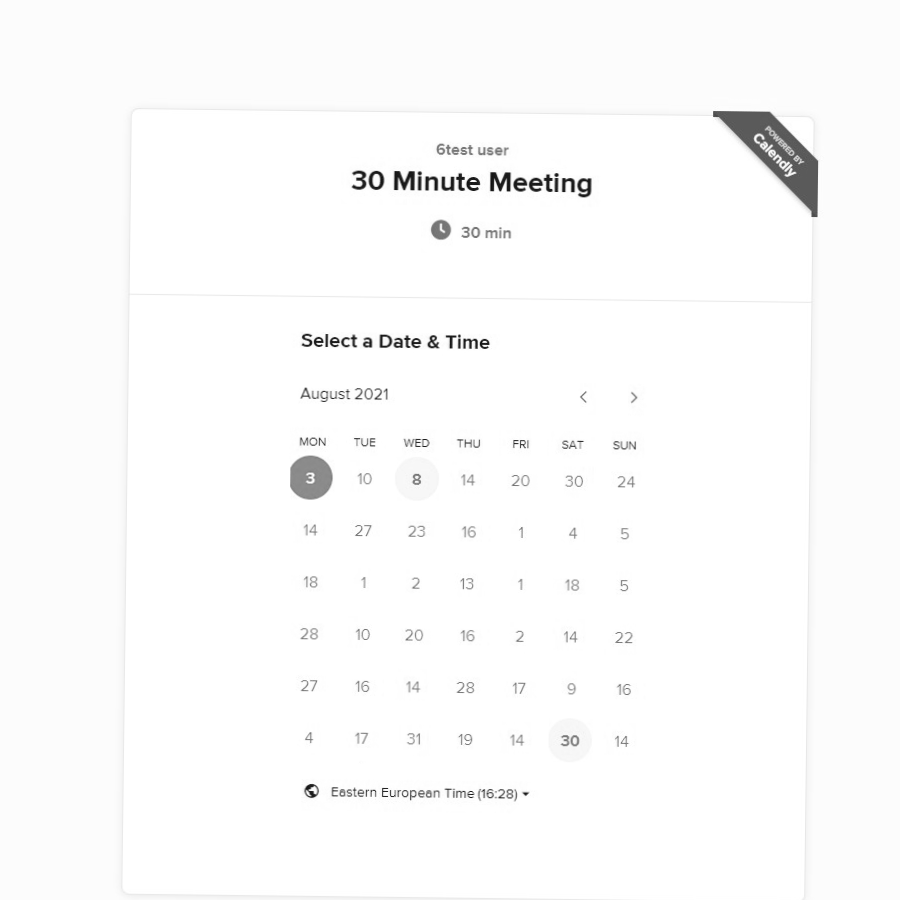 POWERED BY
Calendly
6test user
30 Minute Meeting
30 min
Select a Date & Time
August 2021
MON TUE WED THU FRI SAT SUN
3 10 8 14 20 30 24
14 27 23 16 1 4 5
18 1 2 13 1 18 5
28 10 20 16 2 14 22
27 16 14 28 17 9 16
4 17 31 19 14 30 14
Eastern European Time (16:28)